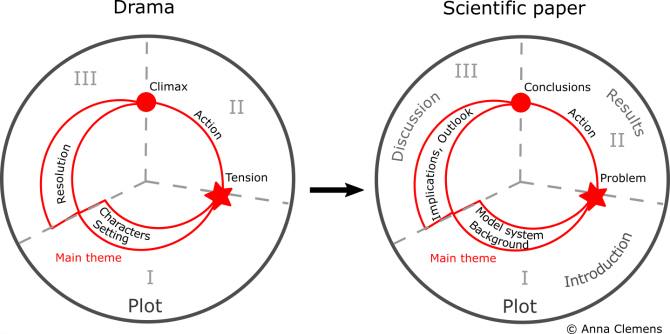 Drama
III
Climax
II
Action
Resolution
Tension
Characters
Setting
Main theme
I
Plot
Scientific paper
III
Conclusions
Discussion
Implications, Outlook
Action
Results
II
Problem
Model system
Background
Main theme
Introduction
I
Plot
© Anna Clemens